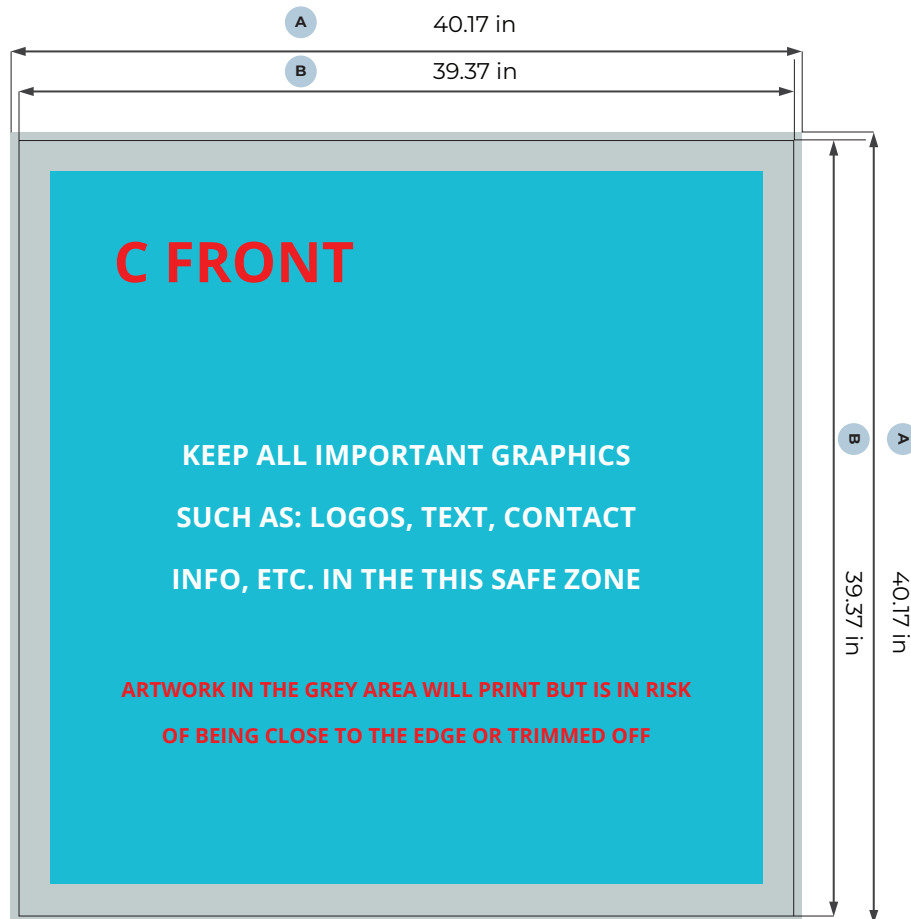 A 40.17 in
B 39.37 in
C FRONT
KEEP ALL IMPORTANT GRAPHICS
SUCH AS: LOGOS, TEXT, CONTACT
INFO, ETC. IN THE THIS SAFE ZONE
ARTWORK IN THE GREY AREA WILL PRINT BUT IS IN RISK
OF BEING CLOSE TO THE EDGE OR TRIMMED OFF
B 39.37 in
A 40.17 in